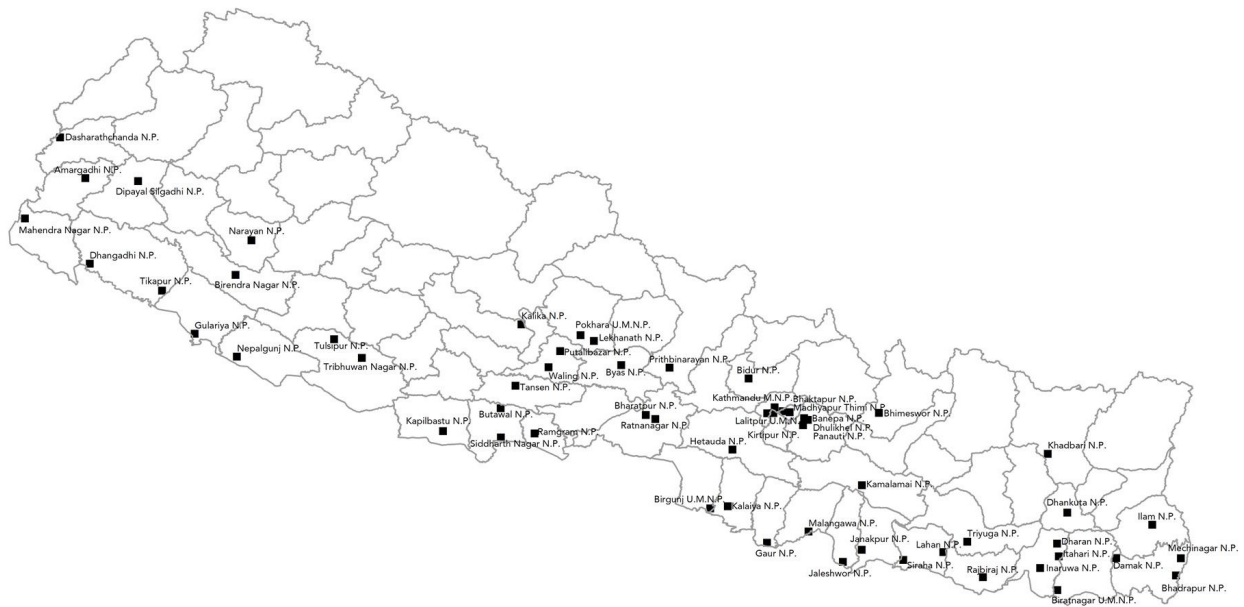 Dasharathchanda N.P.
Amargadhi N.P.
Dipayal Silgadhi N.P.
Mahendra Nagar N.P.
Narayan N.P.
Dhangadhi N.P.
Tikapur N.P.
Birendra Nagar N.P.
Gulariya N.P.
Nepalgunj N.P.
Tulsipur N.P.
Tribhuwan Nagar N.P.
Kalika N.P.
Pokhara U.M.N.P.
Lekhanath N.P.
Putalibazar N.P.
Waling N.P.
Byas N.P.
Prithbinarayan N.P.
Bidur N.P.
Tansen N.P.
Butawal N.P.
Kapilbastu N.P.
Siddharth Nagar N.P.
Ramgram N.P.
Bharatpur N.P.
Ratnanagar N.P.
Kathmandu M.N.P.
Bhaktapur N.P.
Madhyapur Thimi N.P.
Lalitpur U.M.N.P.
Banepa N.P.
Dhulikhel N.P.
Kirtipur N.P.
Panauti N.P.
Bhimeswor N.P.
Hetauda N.P.
Khadbari N.P.
Kamalamai N.P.
Birgunj U.M.N.P.
Kalaiya N.P.
Dhankuta N.P.
Malangawa N.P.
Ilam N.P.
Gaur N.P.
Janakpur N.P.
Lahan N.P.
Triyuga N.P.
Dharan N.P.
Itahari N.P.
Mechinagar N.P.
Jaleshwor N.P.
Siraha N.P.
Rajbiraj N.P.
Inaruwa N.P.
Damak N.P.
Bhadrapur N.P.
Biratnagar U.M.N.P.